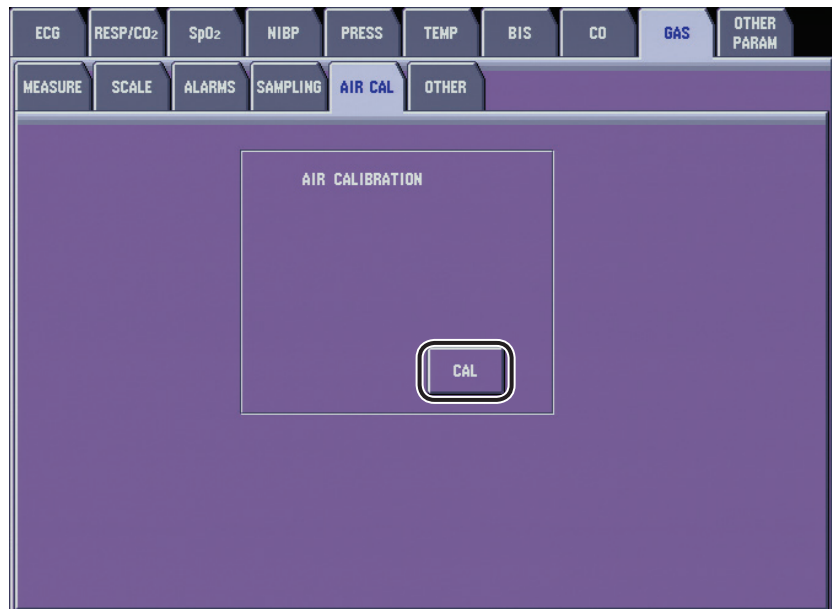 ECG RESP/CO₂ SpO₂ NIBP PRESS TEMP BIS CO GAS OTHER PARAM
MEASURE SCALE ALARMS SAMPLING AIR CAL OTHER
AIR CALIBRATION
CAL